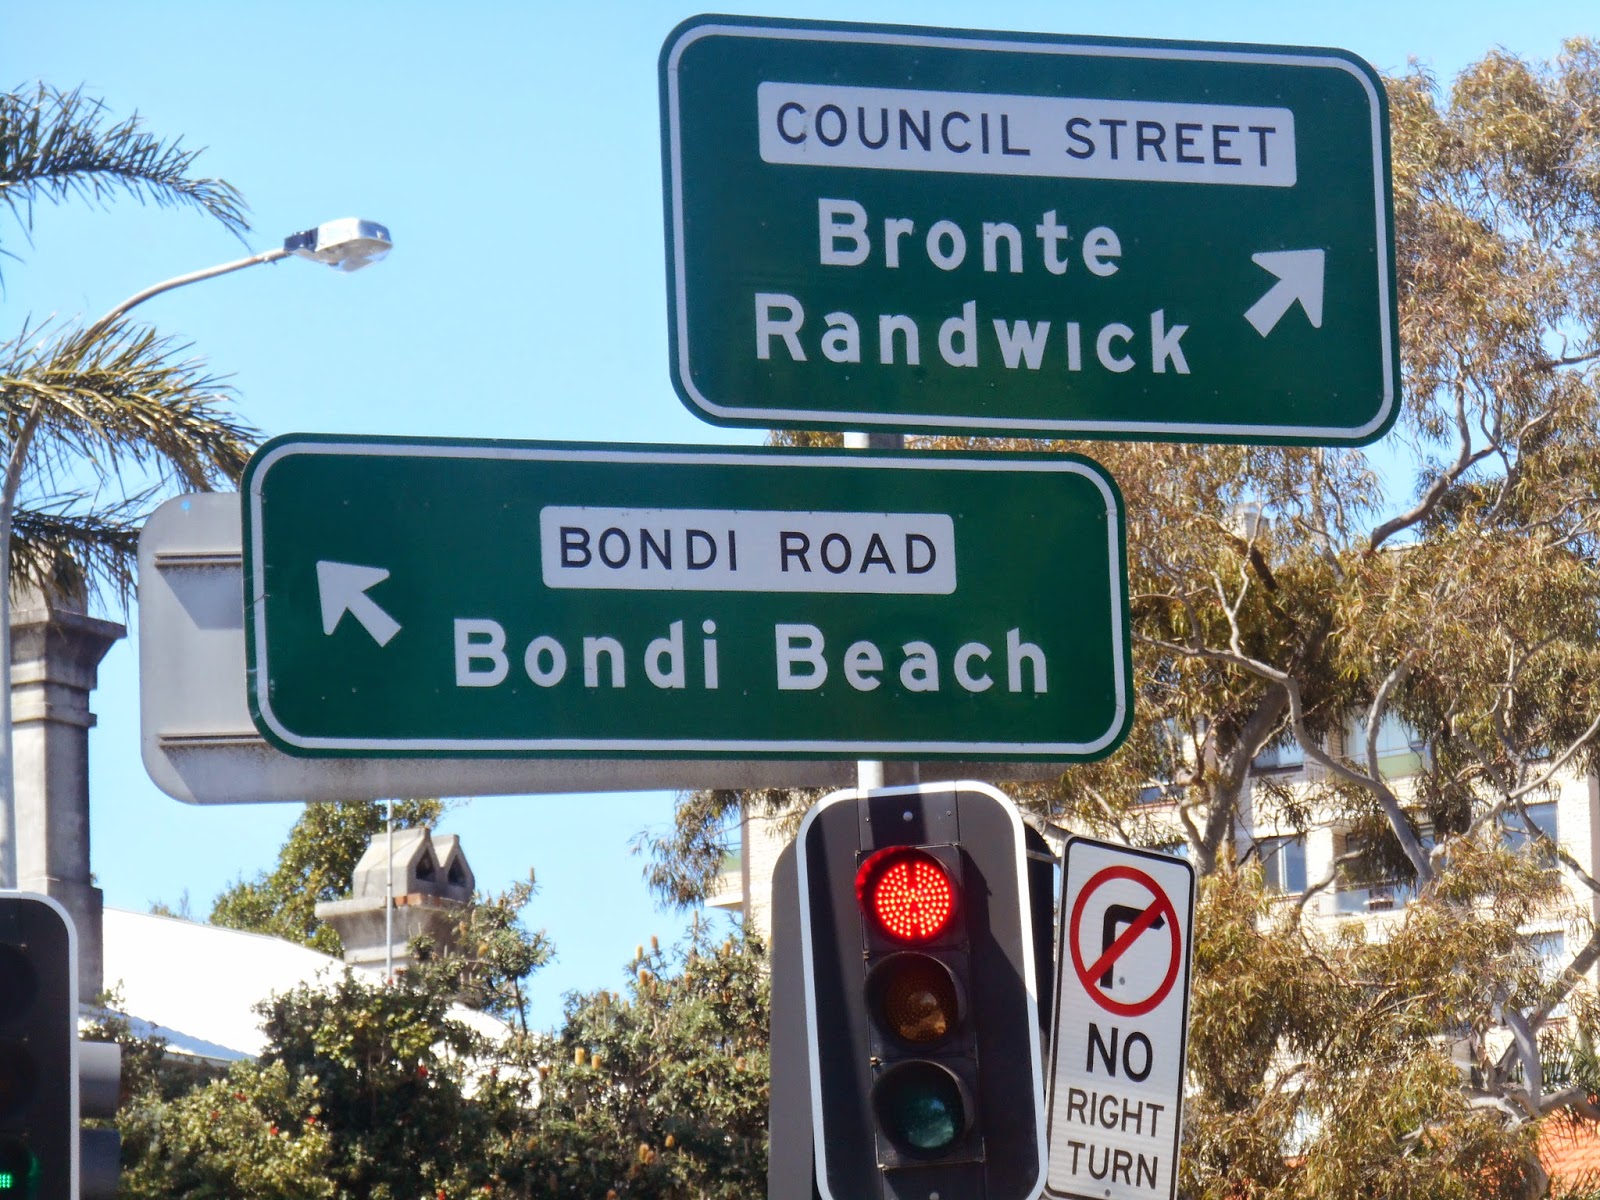 COUNCIL STREET
Bronte
Randwick
BONDI ROAD
Bondi Beach
NO
RIGHT
TURN